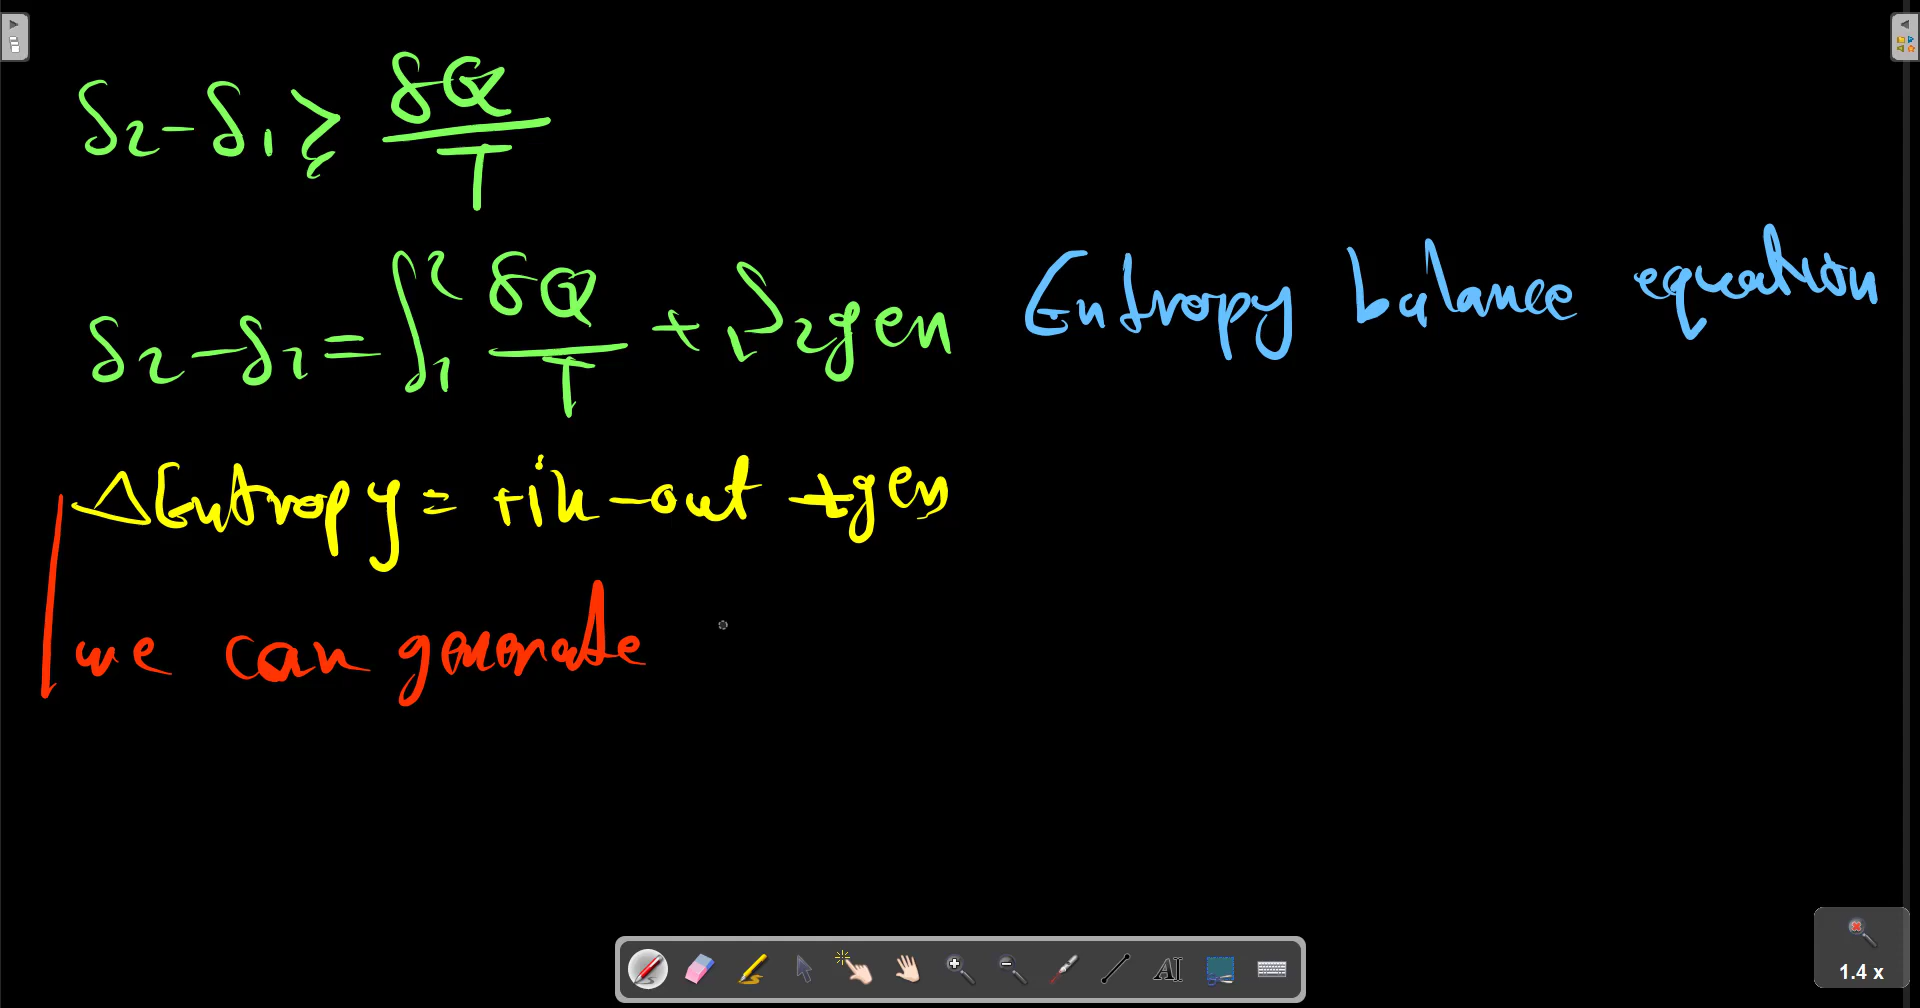 S2-S1 ≥ δQ/T
S2-S1 = ∫₁² δQ/T + 1S2gen
Entropy balance equation
ΔEntropy = +in -out +gen
we can generate
AI
1.4 x